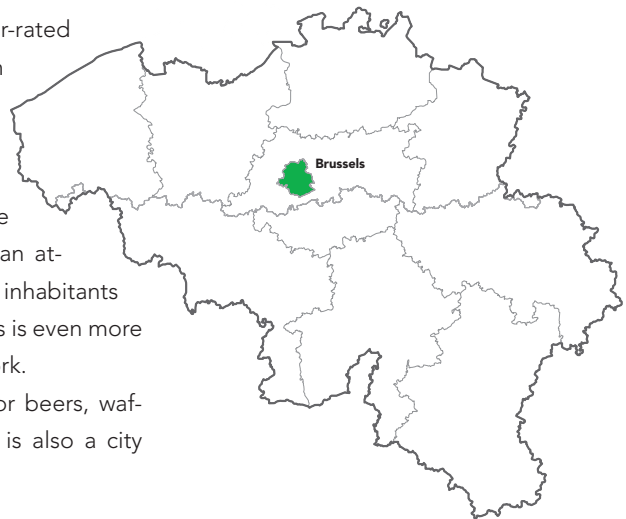 r-rated
n
e
an at-
inhabitants
s is even more
rk.
or beers, waf-
is also a city
Brussels